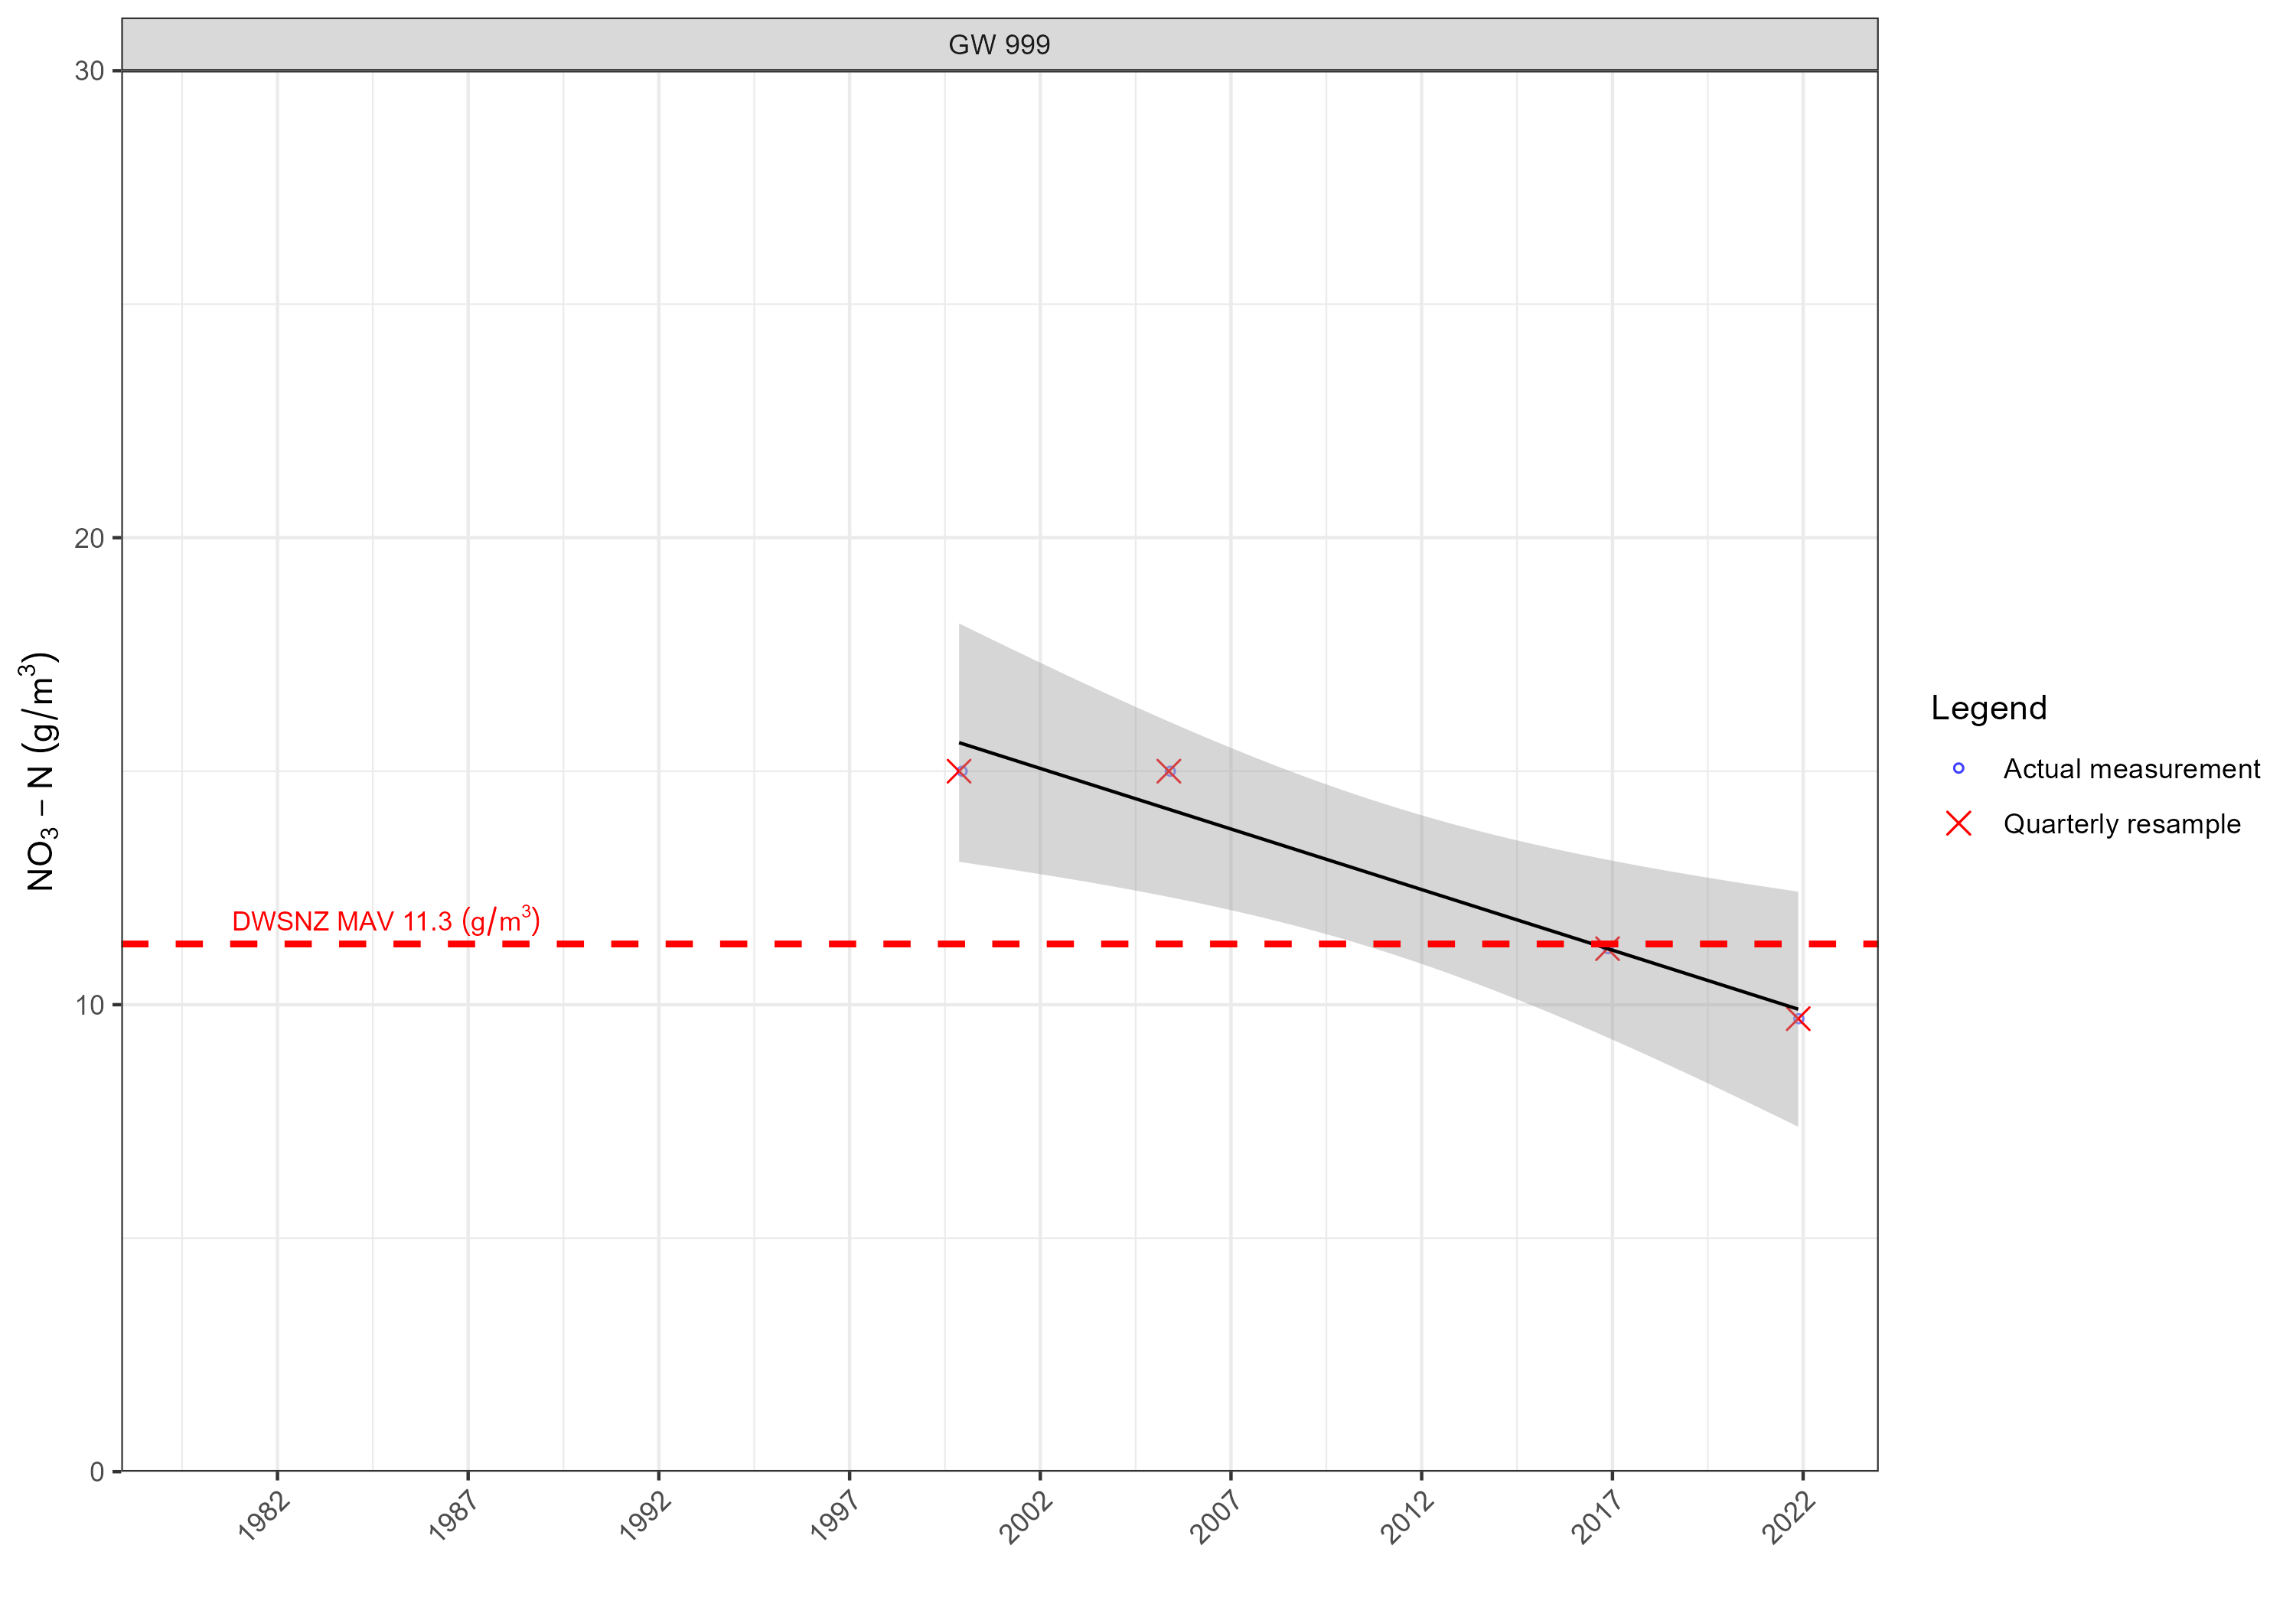 GW 999
30
20
10
0
NO3 − N (g/m3)
DWSNZ MAV 11.3 (g/m3)
1982
1987
1992
1997
2002
2007
2012
2017
2022
Legend
Actual measurement
Quarterly resample